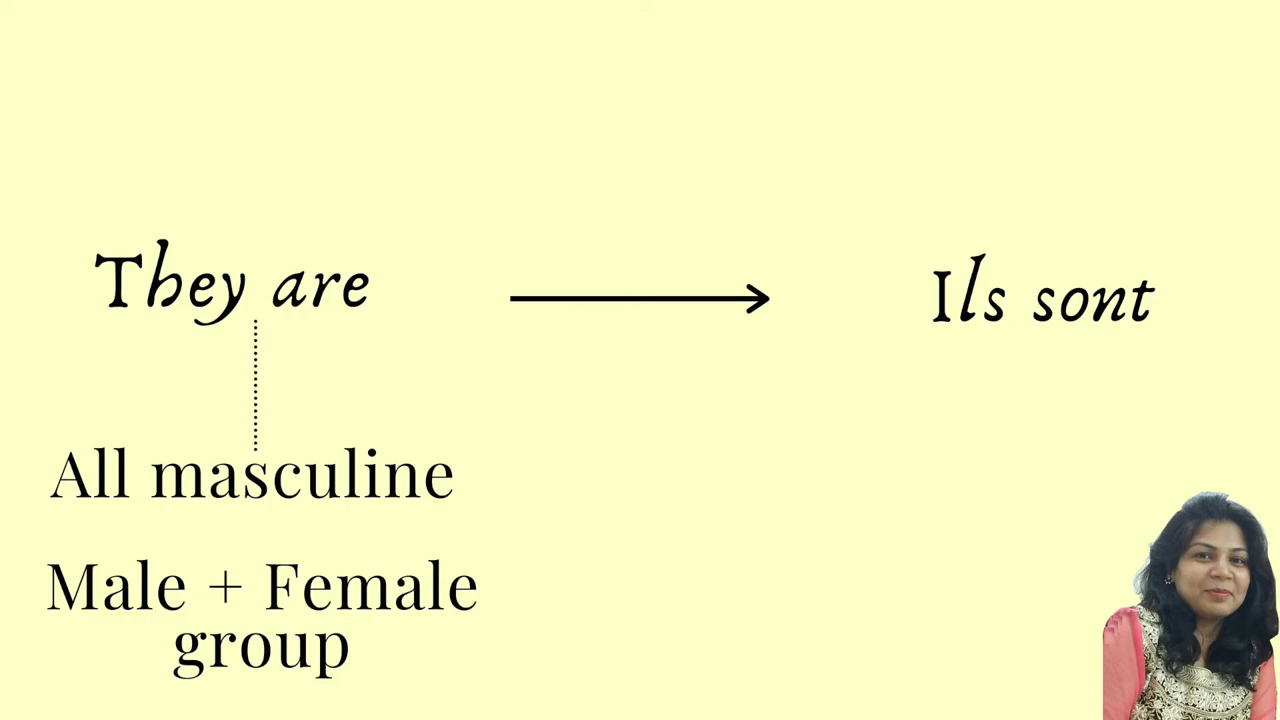 They are
Ils sont
All masculine
Male + Female
group